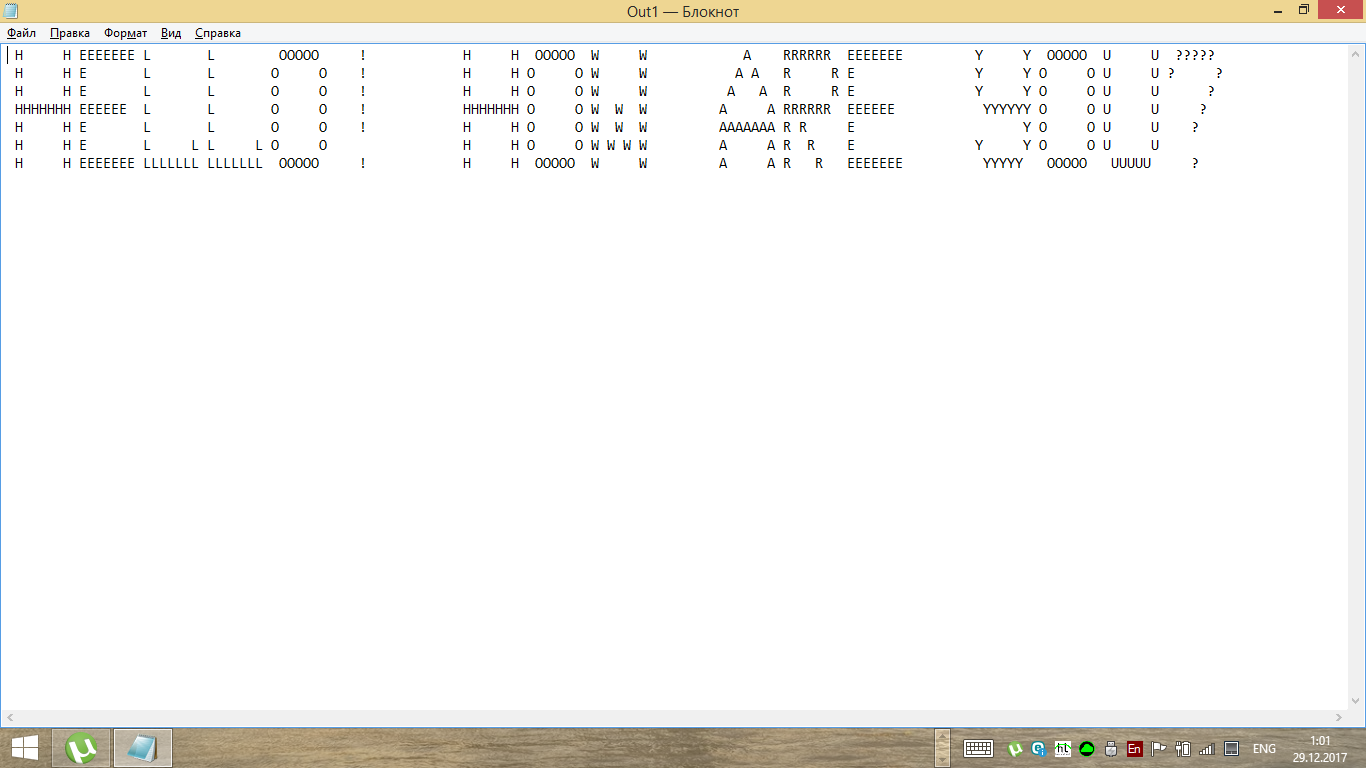 Out1 — Блокнот
Файл Правка Формат Вид Справка
 H     H EEEEEEE L       L        OOOOO     !            H     H  OOOOO  W     W            A    RRRRRR  EEEEEEE         Y     Y  OOOOO  U     U  ?????
 H     H E       L       L       O     O    !            H     H O     O W     W           A A   R     R E               Y     Y O     O U     U ?     ?
 H     H E       L       L       O     O    !            H     H O     O W     W          A   A  R     R E               Y     Y O     O U     U      ?
 HHHHHHH EEEEEE  L       L       O     O    !            HHHHHHH O     O W  W  W         A     A RRRRRR  EEEEEE           YYYYYY O     O U     U     ?
 H     H E       L       L       O     O    !            H     H O     O W  W  W         AAAAAAA R R     E                     Y O     O U     U    ?
 H     H E       L     L L     L O     O                 H     H O     O W W W W         A     A R  R    E               Y     Y O     O U     U
 H     H EEEEEEE LLLLLLL LLLLLLL  OOOOO     !            H     H  OOOOO  W     W         A     A R   R   EEEEEEE          YYYYY   OOOOO   UUUUU     ?
En ENG 1:01
29.12.2017